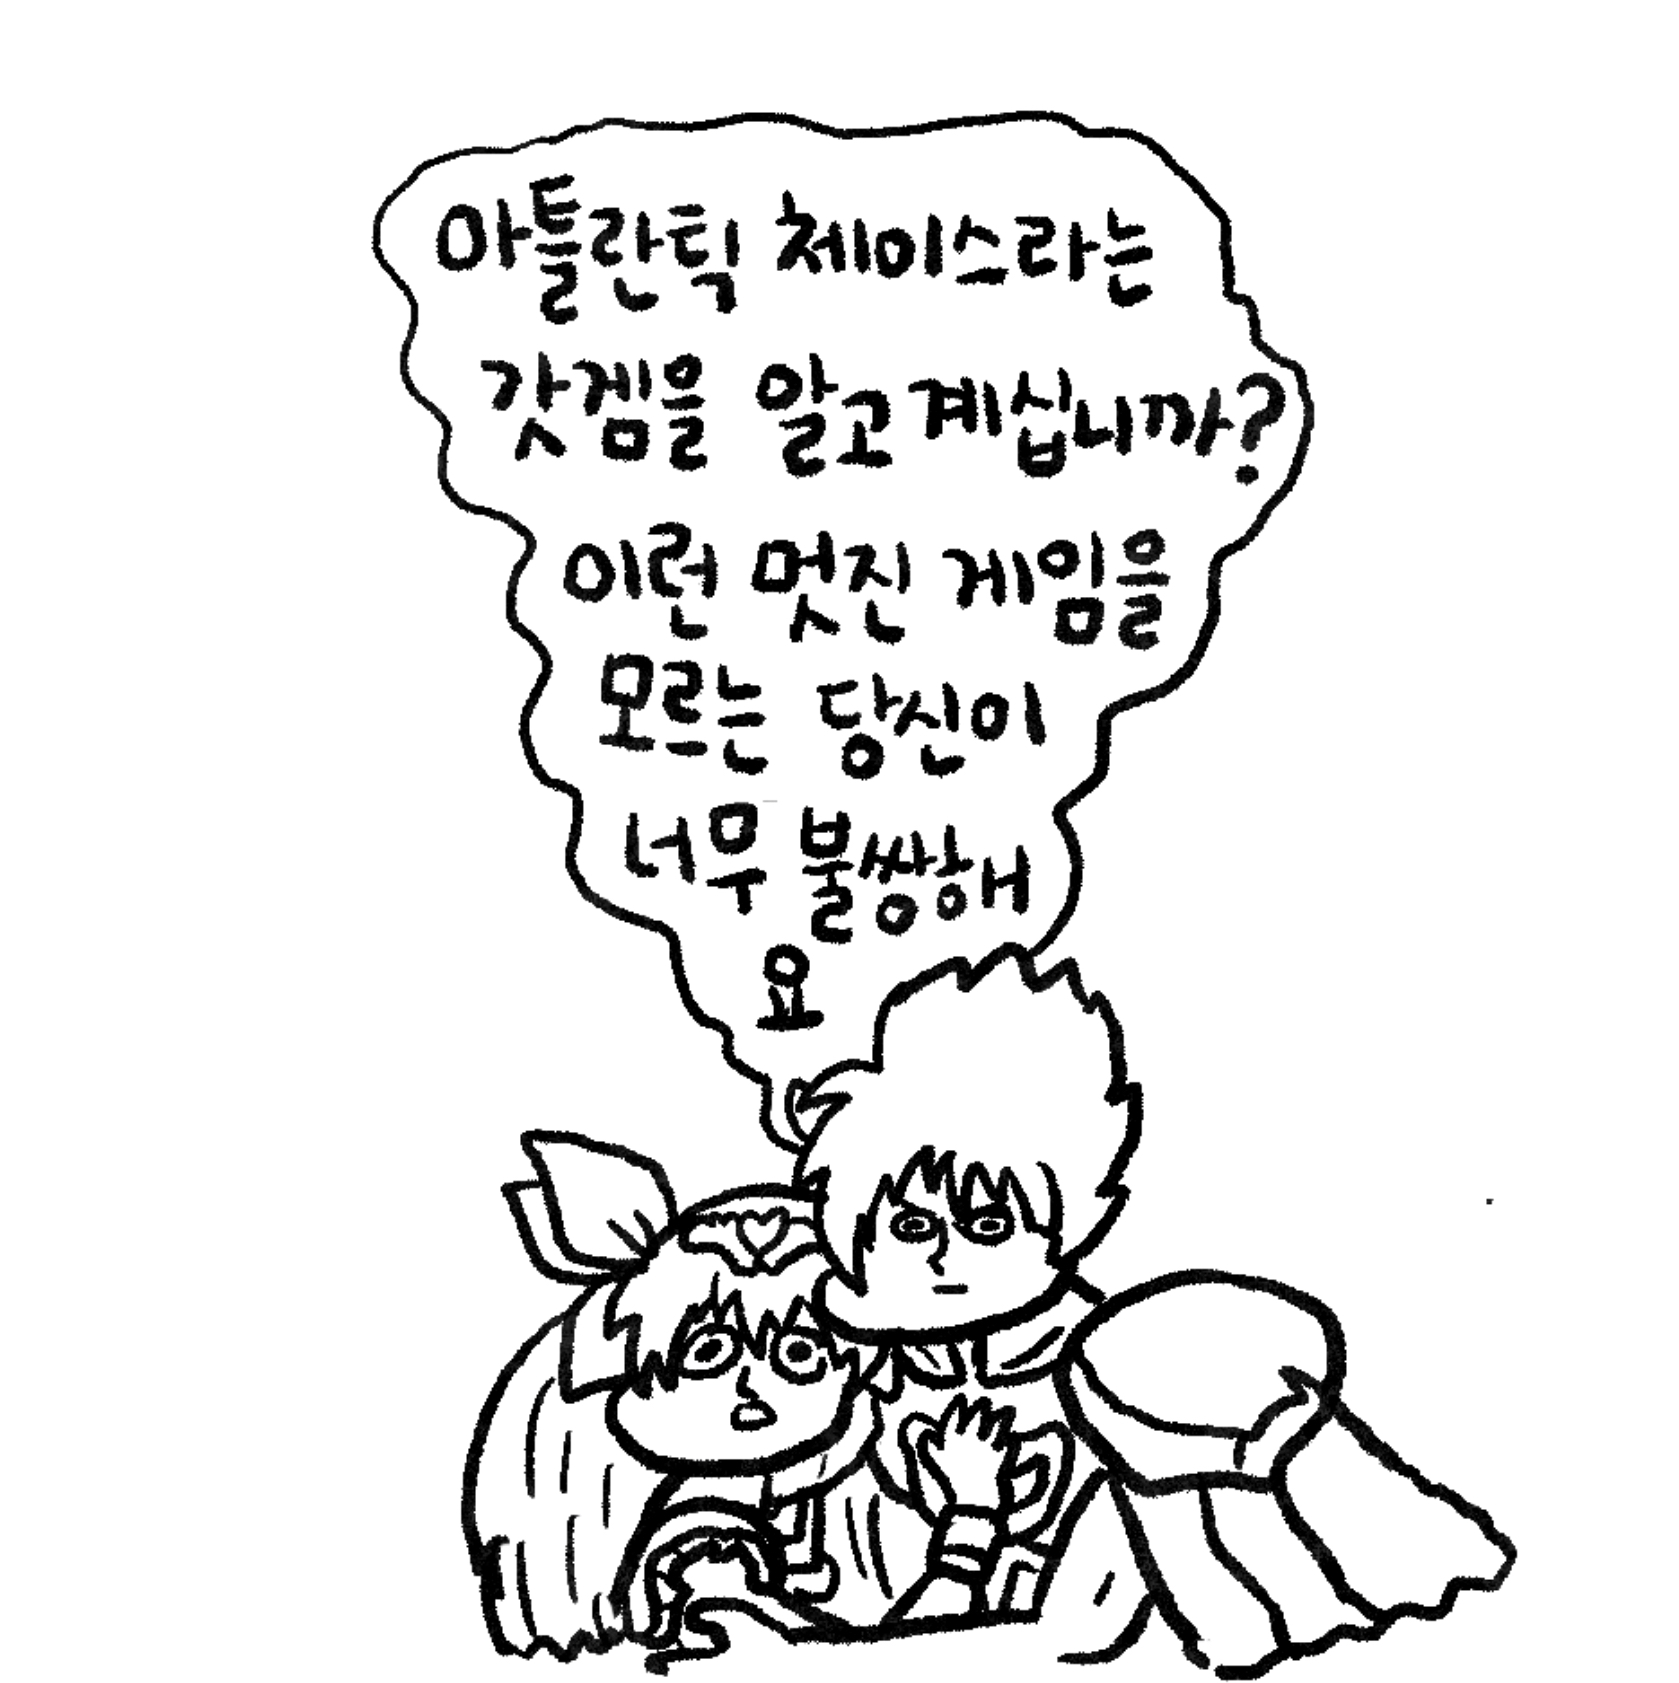 아틀란틱 체이스라는
갓겜을 알고계십니까?
이런 멋진 게임을
모르는 당신이
너무 불쌍해
요